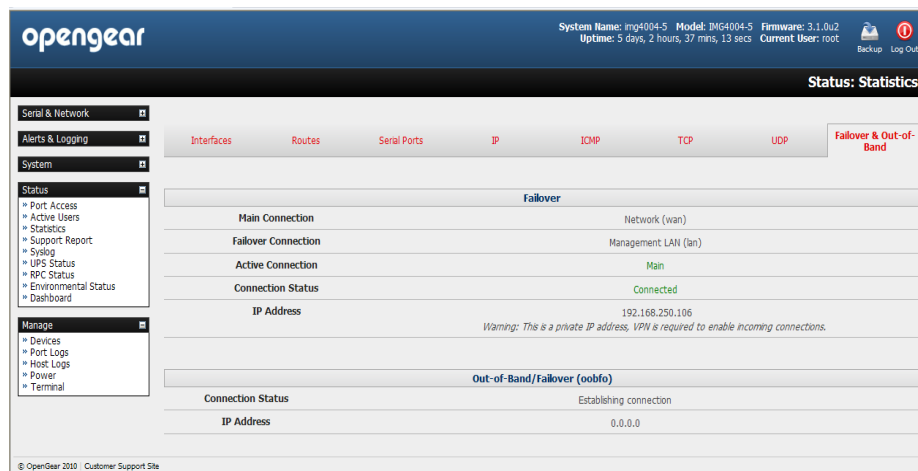 opengear
System Name: img4004-5 Model: IMG4004-5 Firmware: 3.1.0u2
Uptime: 5 days, 2 hours, 37 mins, 13 secs Current User: root
Backup Log Out
Status: Statistics
Serial & Network
Alerts & Logging
System
Status
» Port Access
» Active Users
» Statistics
» Support Report
» Syslog
» UPS Status
» RPC Status
» Environmental Status
» Dashboard
Manage
» Devices
» Port Logs
» Host Logs
» Power
» Terminal
Interfaces Routes Serial Ports IP ICMP TCP UDP Failover & Out-of-
Band
Failover
Main Connection Network (wan)
Failover Connection Management LAN (lan)
Active Connection Main
Connection Status Connected
IP Address 192.168.250.106
Warning: This is a private IP address, VPN is required to enable incoming connections.
Out-of-Band/Failover (oobfo)
Connection Status Establishing connection
IP Address 0.0.0.0
© OpenGear 2010 | Customer Support Site